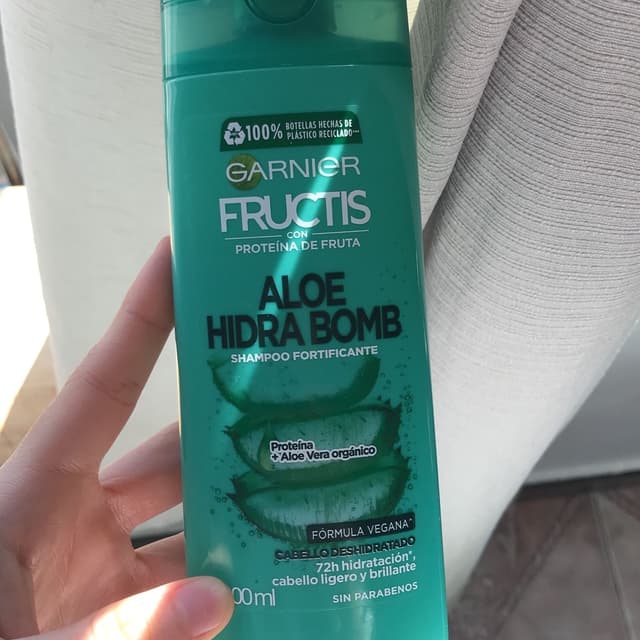 100% BOTELLAS HECHAS DE
PLÁSTICO RECICLADO**
GARNIER
FRUCTIS
CON
PROTEÍNA DE FRUTA
ALOE
HIDRA BOMB
SHAMPOO FORTIFICANTE
Proteína
+ Aloe Vera orgánico
FÓRMULA VEGANA^
CABELLO DESHIDRATADO
72h hidratación*,
cabello ligero y brillante
00ml
SIN PARABENOS